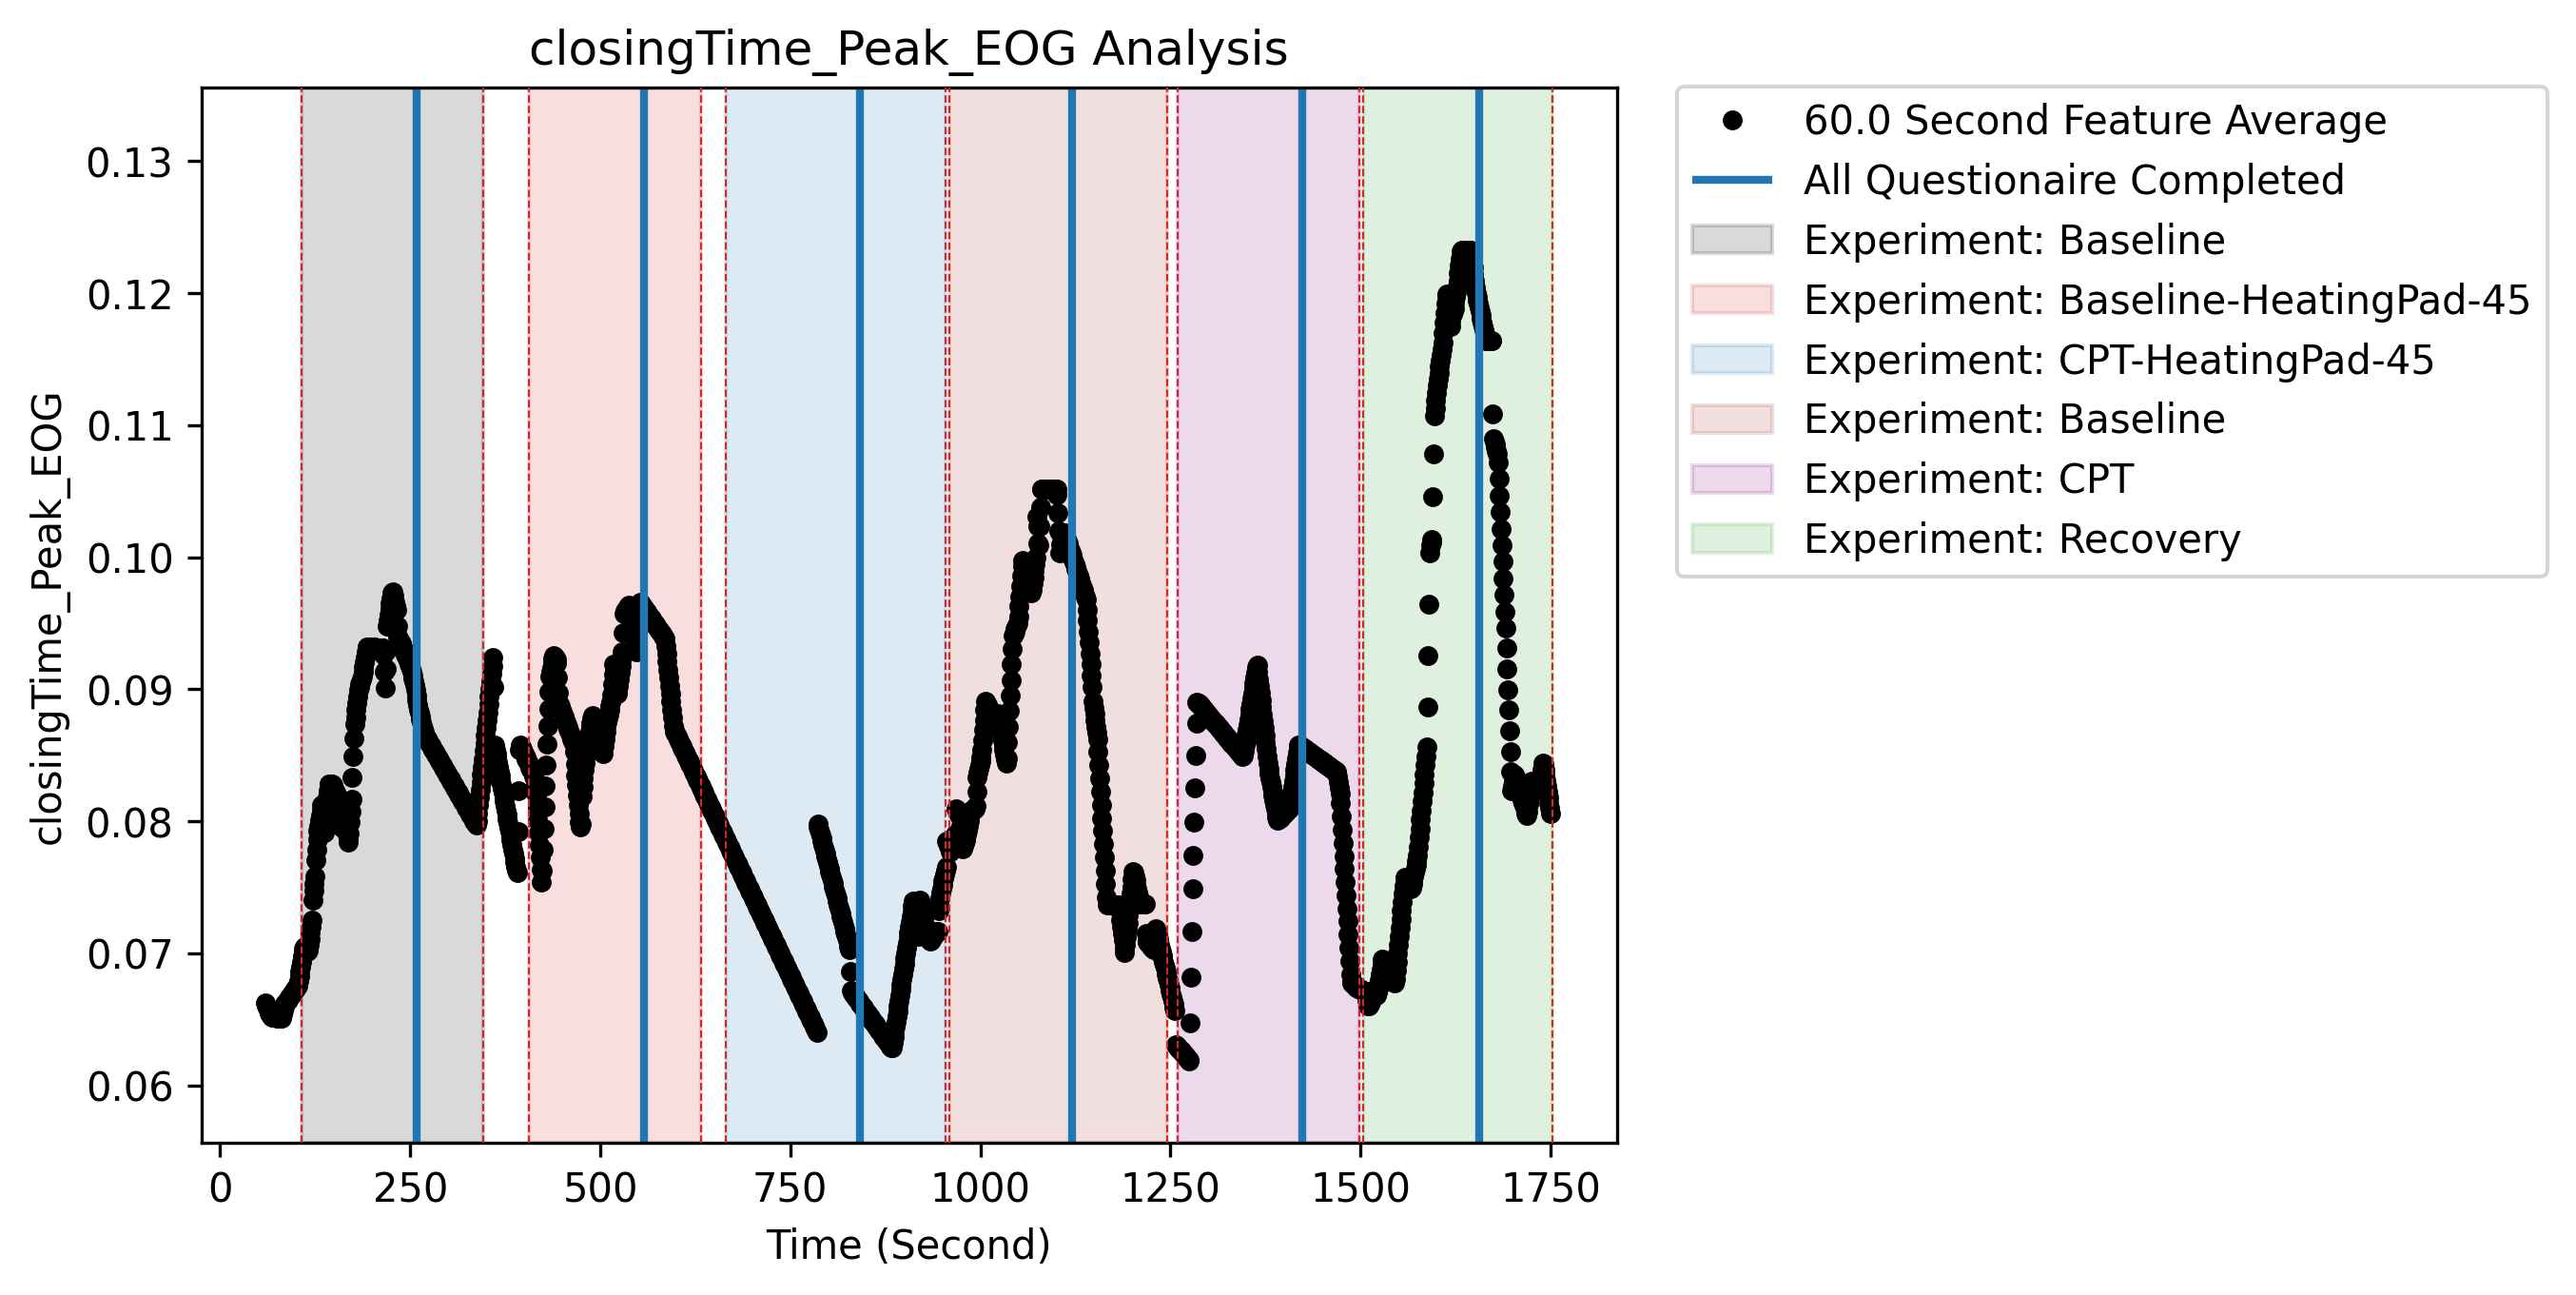 closingTime_Peak_EOG Analysis
closingTime_Peak_EOG
0.13
0.12
0.11
0.10
0.09
0.08
0.07
0.06
0 250 500 750 1000 1250 1500 1750
Time (Second)
60.0 Second Feature Average
All Questionaire Completed
Experiment: Baseline
Experiment: Baseline-HeatingPad-45
Experiment: CPT-HeatingPad-45
Experiment: Baseline
Experiment: CPT
Experiment: Recovery